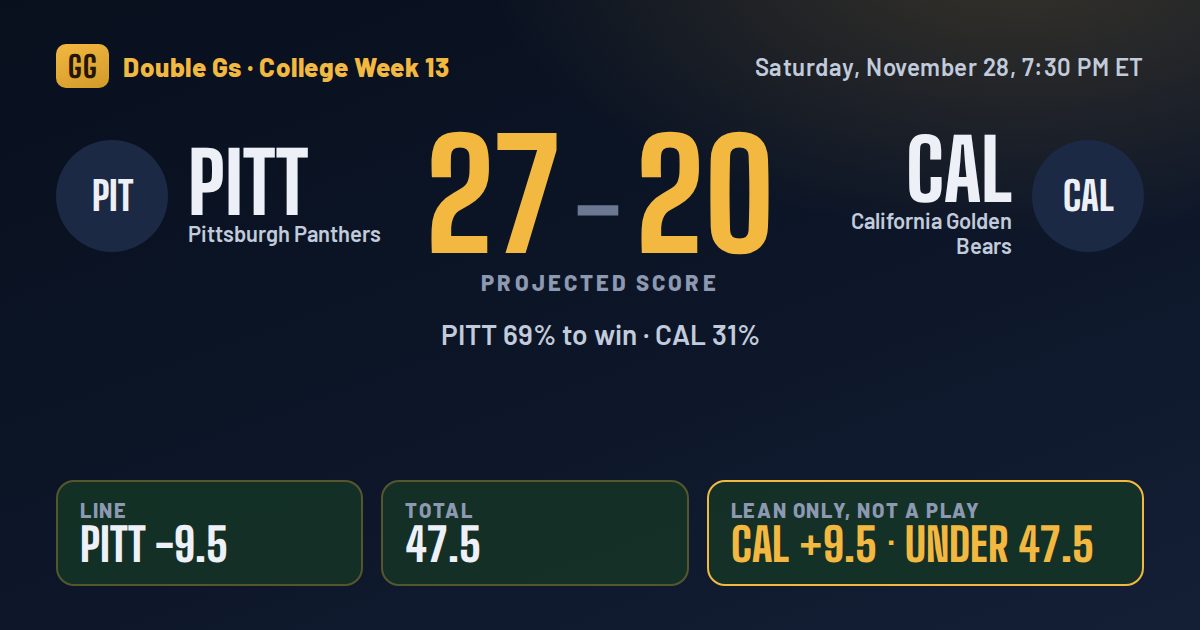 GG
Double Gs · College Week 13
Saturday, November 28, 7:30 PM ET
PIT
PITT
Pittsburgh Panthers
27–20
PROJECTED SCORE
PITT 69% to win · CAL 31%
CAL
California Golden
Bears
CAL
LINE
PITT −9.5
TOTAL
47.5
LEAN ONLY, NOT A PLAY
CAL +9.5 · UNDER 47.5